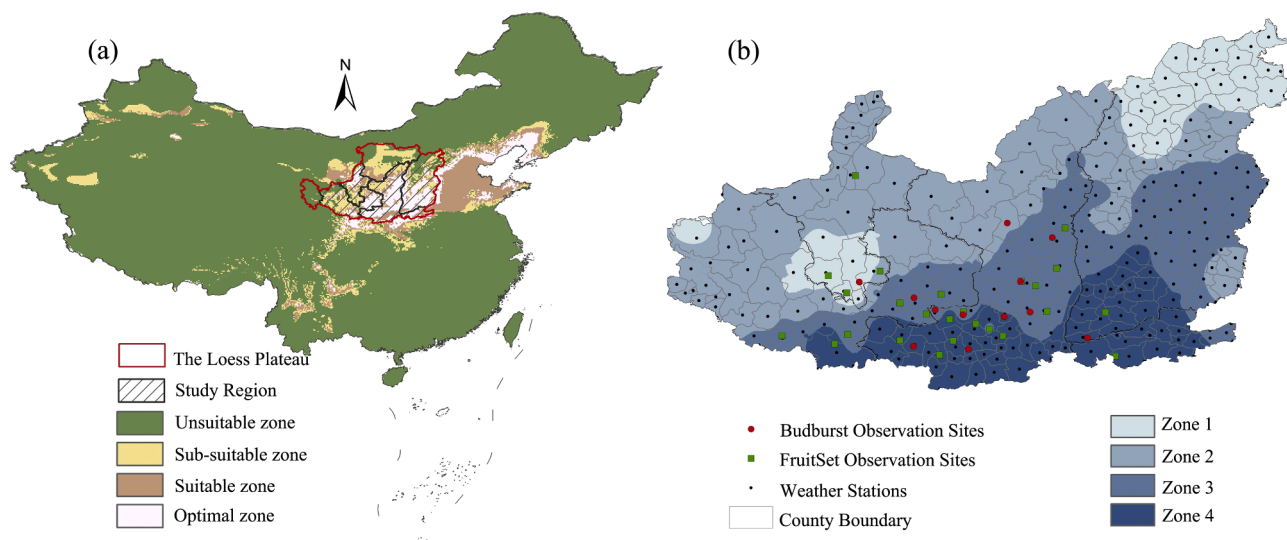 (a)
N
The Loess Plateau
Study Region
Unsuitable zone
Sub-suitable zone
Suitable zone
Optimal zone
(b)
Budburst Observation Sites
FruitSet Observation Sites
Weather Stations
County Boundary
Zone 1
Zone 2
Zone 3
Zone 4